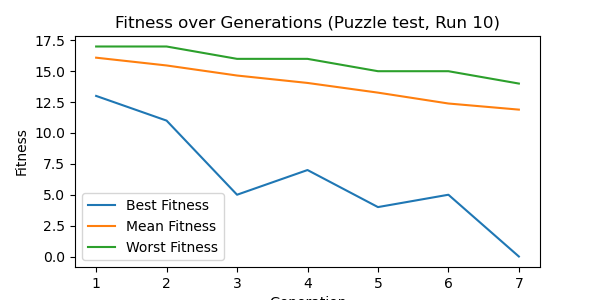 Fitness over Generations (Puzzle test, Run 10)
Fitness
17.5
15.0
12.5
10.0
7.5
5.0
2.5
0.0
Best Fitness
Mean Fitness
Worst Fitness
1 2 3 4 5 6 7
Generation